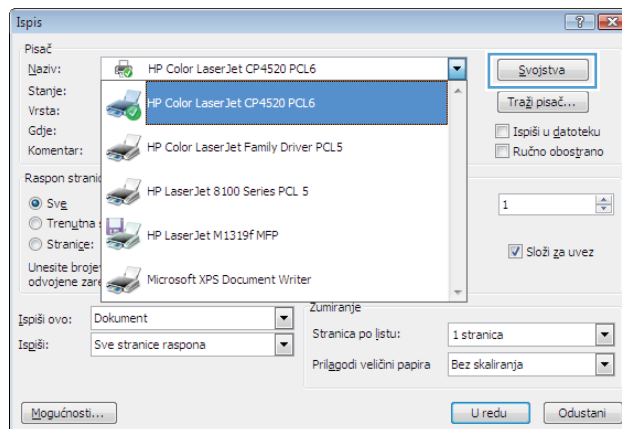 Ispis
Pisač
Naziv: HP Color LaserJet CP4520 PCL6 Svojstva
Stanje: HP Color LaserJet CP4520 PCL6 Traži pisač...
Vrsta:
Gdje: HP Color LaserJet Family Driver PCL5 Ispiši u datoteku
Komentar: Ručno obostrano
Raspon
HP LaserJet 8100 Series PCL 5
Sve 1
Trenutna
HP LaserJet M1319f MFP
Stranice: Složi za uvez
Unesite
odvojene Microsoft XPS Document Writer
Zumiranje
Ispiši ovo: Dokument Stranica po listu: 1 stranica
Ispiši: Sve stranice raspona Prilagodi veličini papira Bez skaliranja
Mogućnosti... U redu Odustani